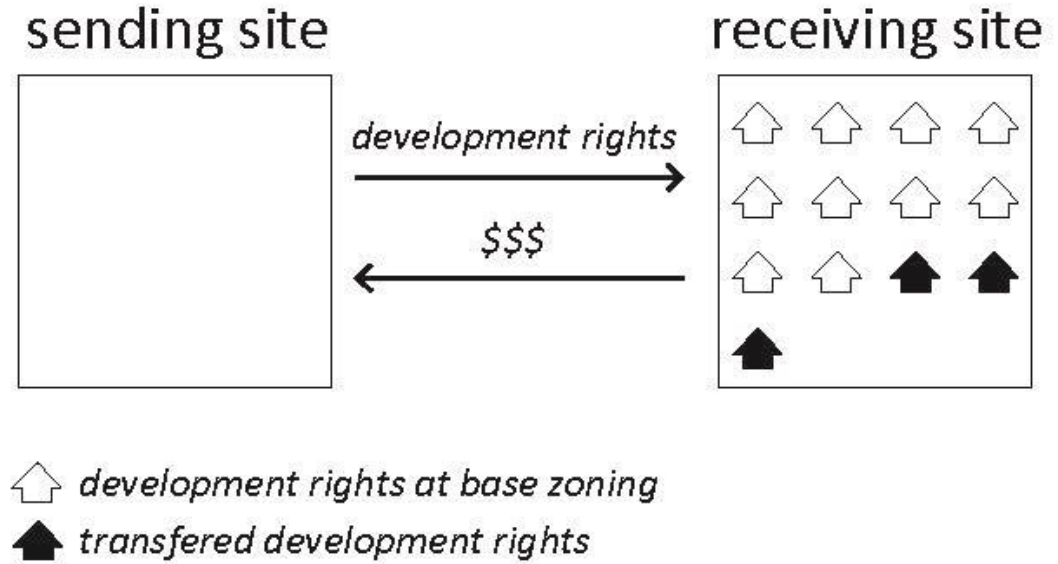 sending site
receiving site
development rights
$$$
development rights at base zoning
transfered development rights